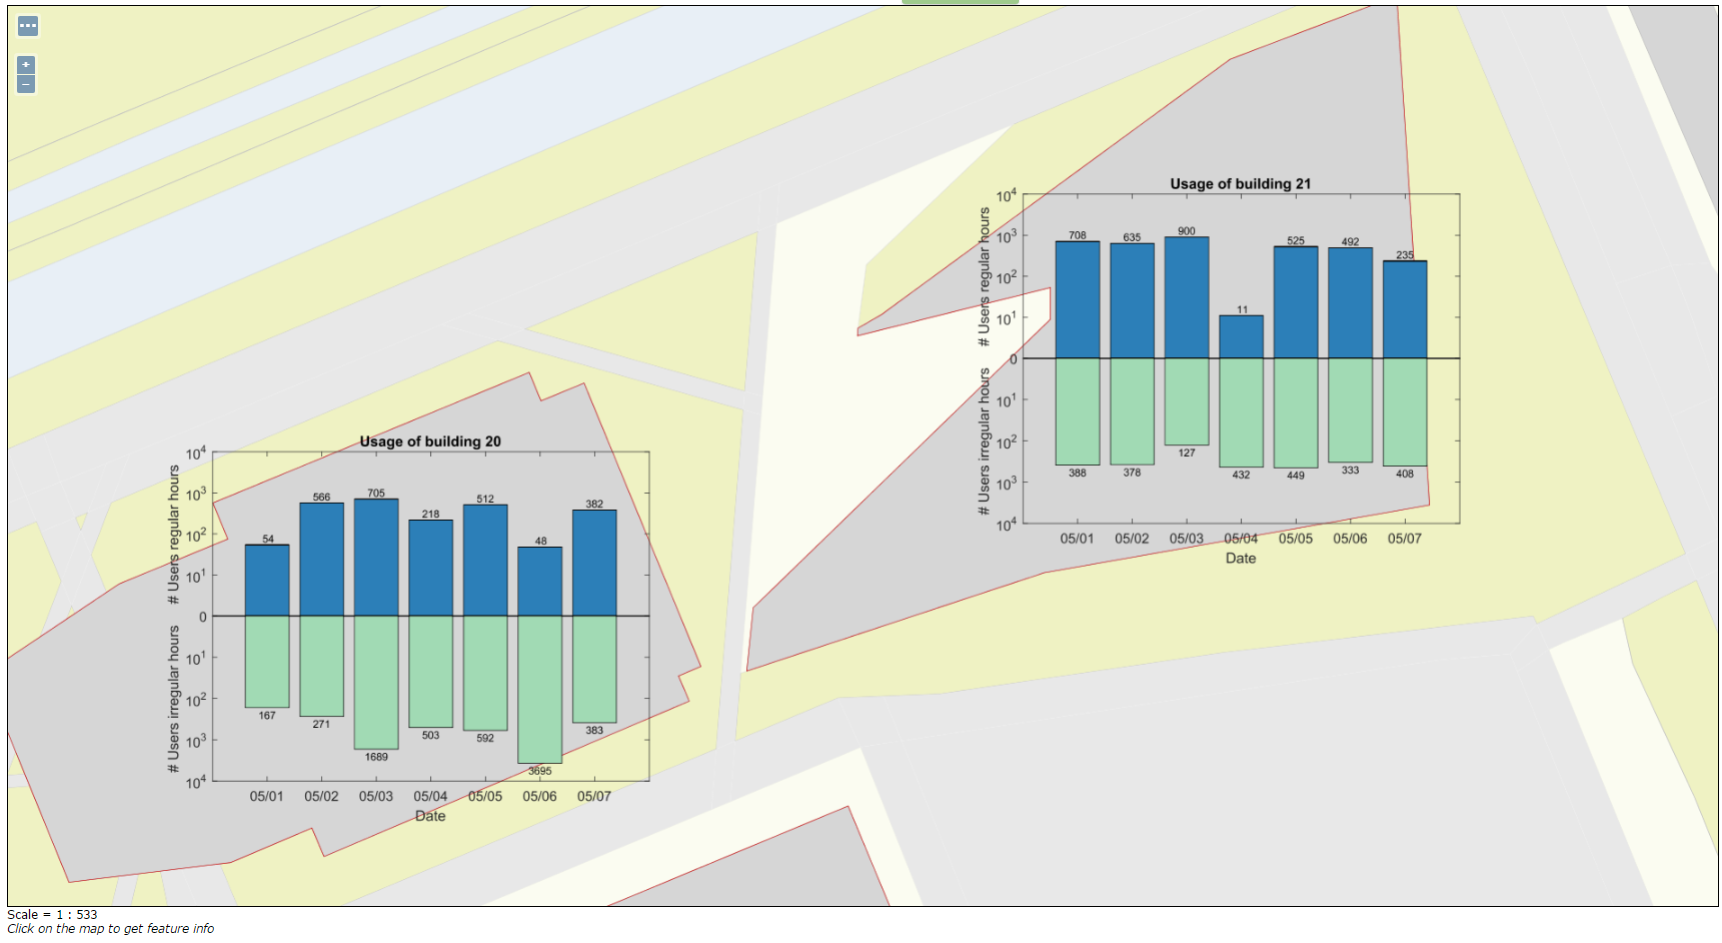 +
−
Usage of building 21
# Users regular hours
# Users irregular hours
10^4
10^3
10^2
10^1
0
10^1
10^2
10^3
10^4
708 635 900 11 525 492 235
388 378 127 432 449 333 408
05/01 05/02 05/03 05/04 05/05 05/06 05/07
Date
Usage of building 20
# Users regular hours
# Users irregular hours
10^4
10^3
10^2
10^1
0
10^1
10^2
10^3
10^4
54 566 705 218 512 48 382
167 271 1689 503 592 3695 383
05/01 05/02 05/03 05/04 05/05 05/06 05/07
Date
Scale = 1 : 533
Click on the map to get feature info